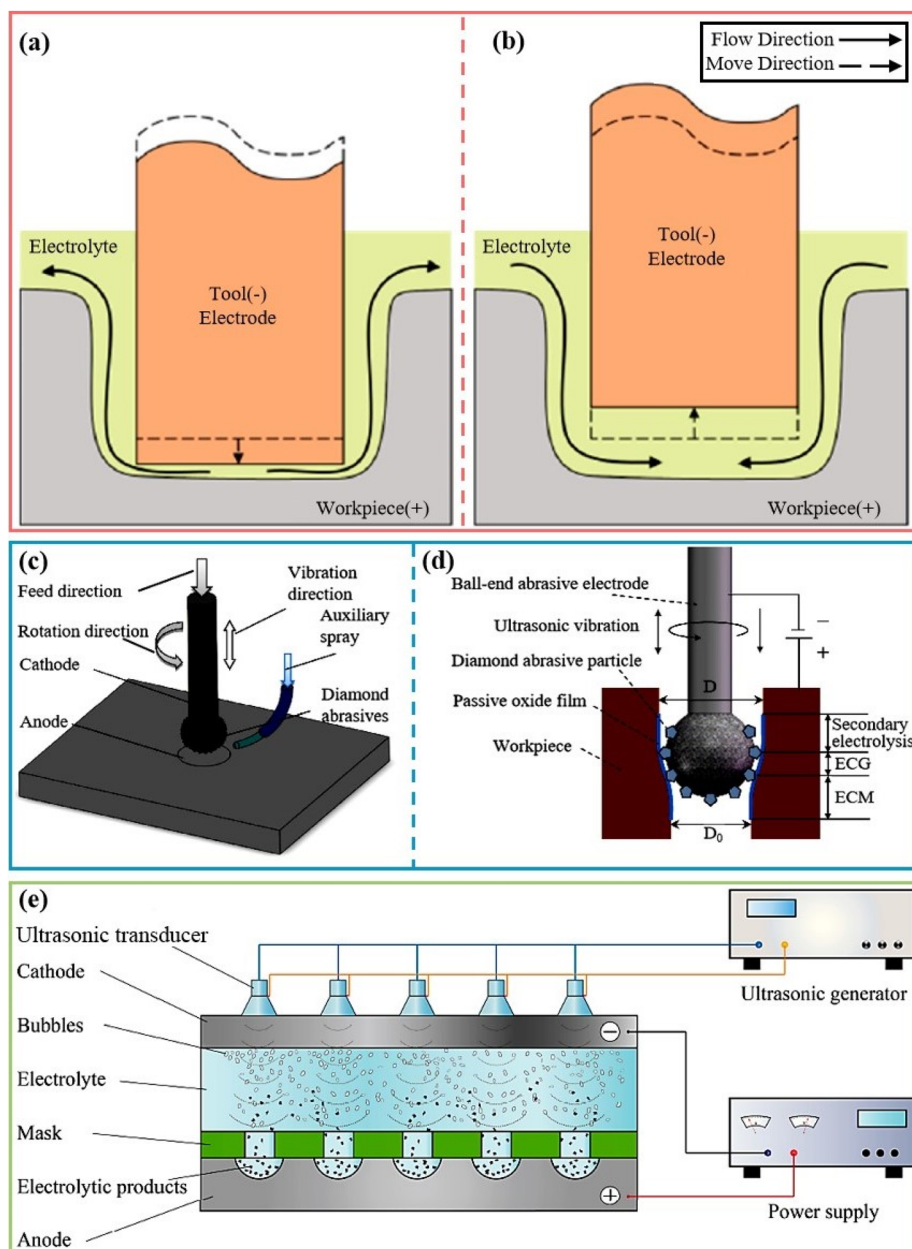 (a)
(b)
Flow Direction
Move Direction
Electrolyte
Tool(-)
Electrode
Workpiece(+)
Electrolyte
Tool(-)
Electrode
Workpiece(+)
(c)
Feed direction
Vibration
direction
Rotation direction
Auxiliary
spray
Cathode
Diamond
abrasives
Anode
(d)
Ball-end abrasive electrode
Ultrasonic vibration
Diamond abrasive particle
Passive oxide film
Workpiece
−
+
D
Secondary
electrolysis
ECG
ECM
D₀
(e)
Ultrasonic transducer
Cathode
Bubbles
Electrolyte
Mask
Electrolytic products
Anode
−
+
Ultrasonic generator
Power supply